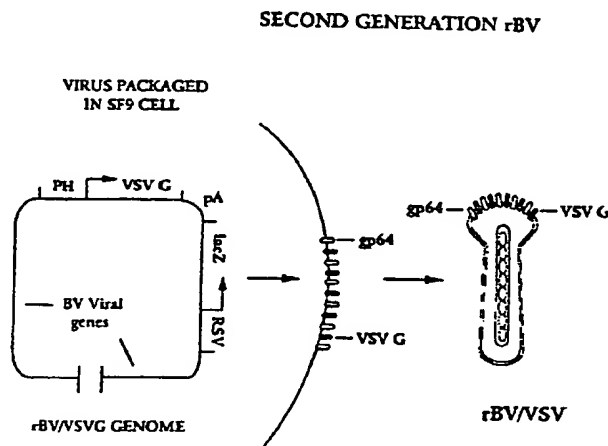 SECOND GENERATION rBV
VIRUS PACKAGED
IN SF9 CELL
PH
VSV G
pA
lacZ
RSV
BV Viral
genes
rBV/VSVG GENOME
gp64
VSV G
gp64
VSV G
rBV/VSV